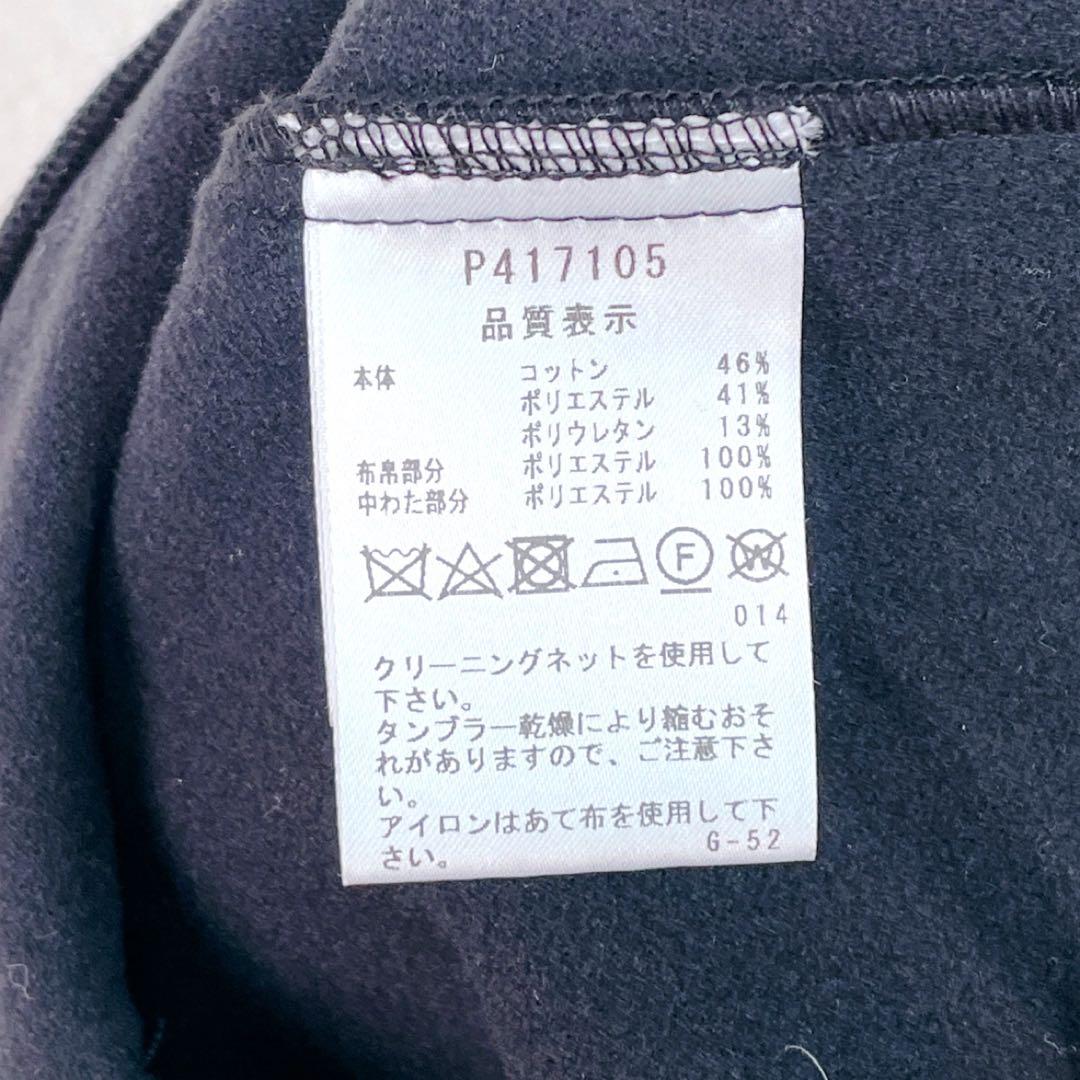 P417105
品質表示
本体 コットン 46%
ポリエステル 41%
ポリウレタン 13%
布帛部分 ポリエステル 100%
中わた部分 ポリエステル 100%
F W
014
クリーニングネットを使用して
下さい。
タンブラー乾燥により縮むおそ
れがありますので、ご注意下さ
い。
アイロンはあて布を使用して下
さい。 G-52